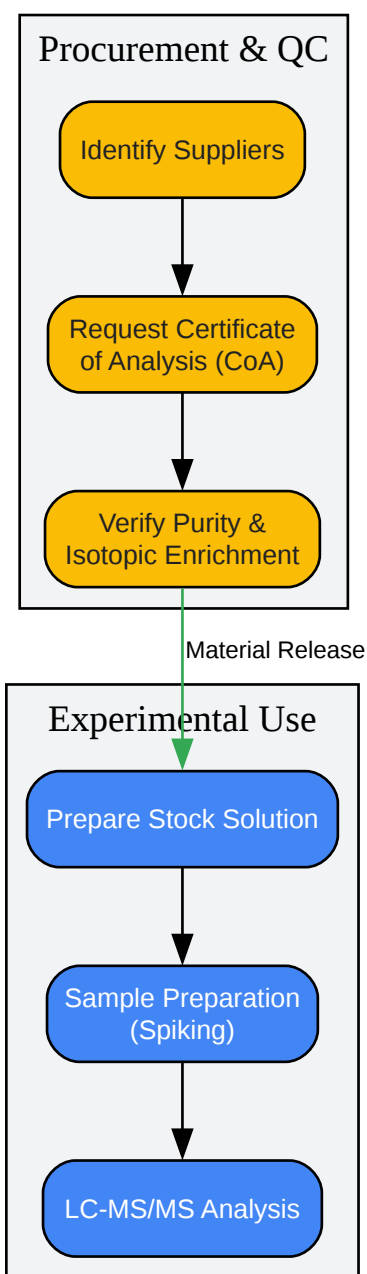 Procurement & QC
Identify Suppliers
Request Certificate
of Analysis (CoA)
Verify Purity &
Isotopic Enrichment
Material Release
Experimental Use
Prepare Stock Solution
Sample Preparation
(Spiking)
LC-MS/MS Analysis